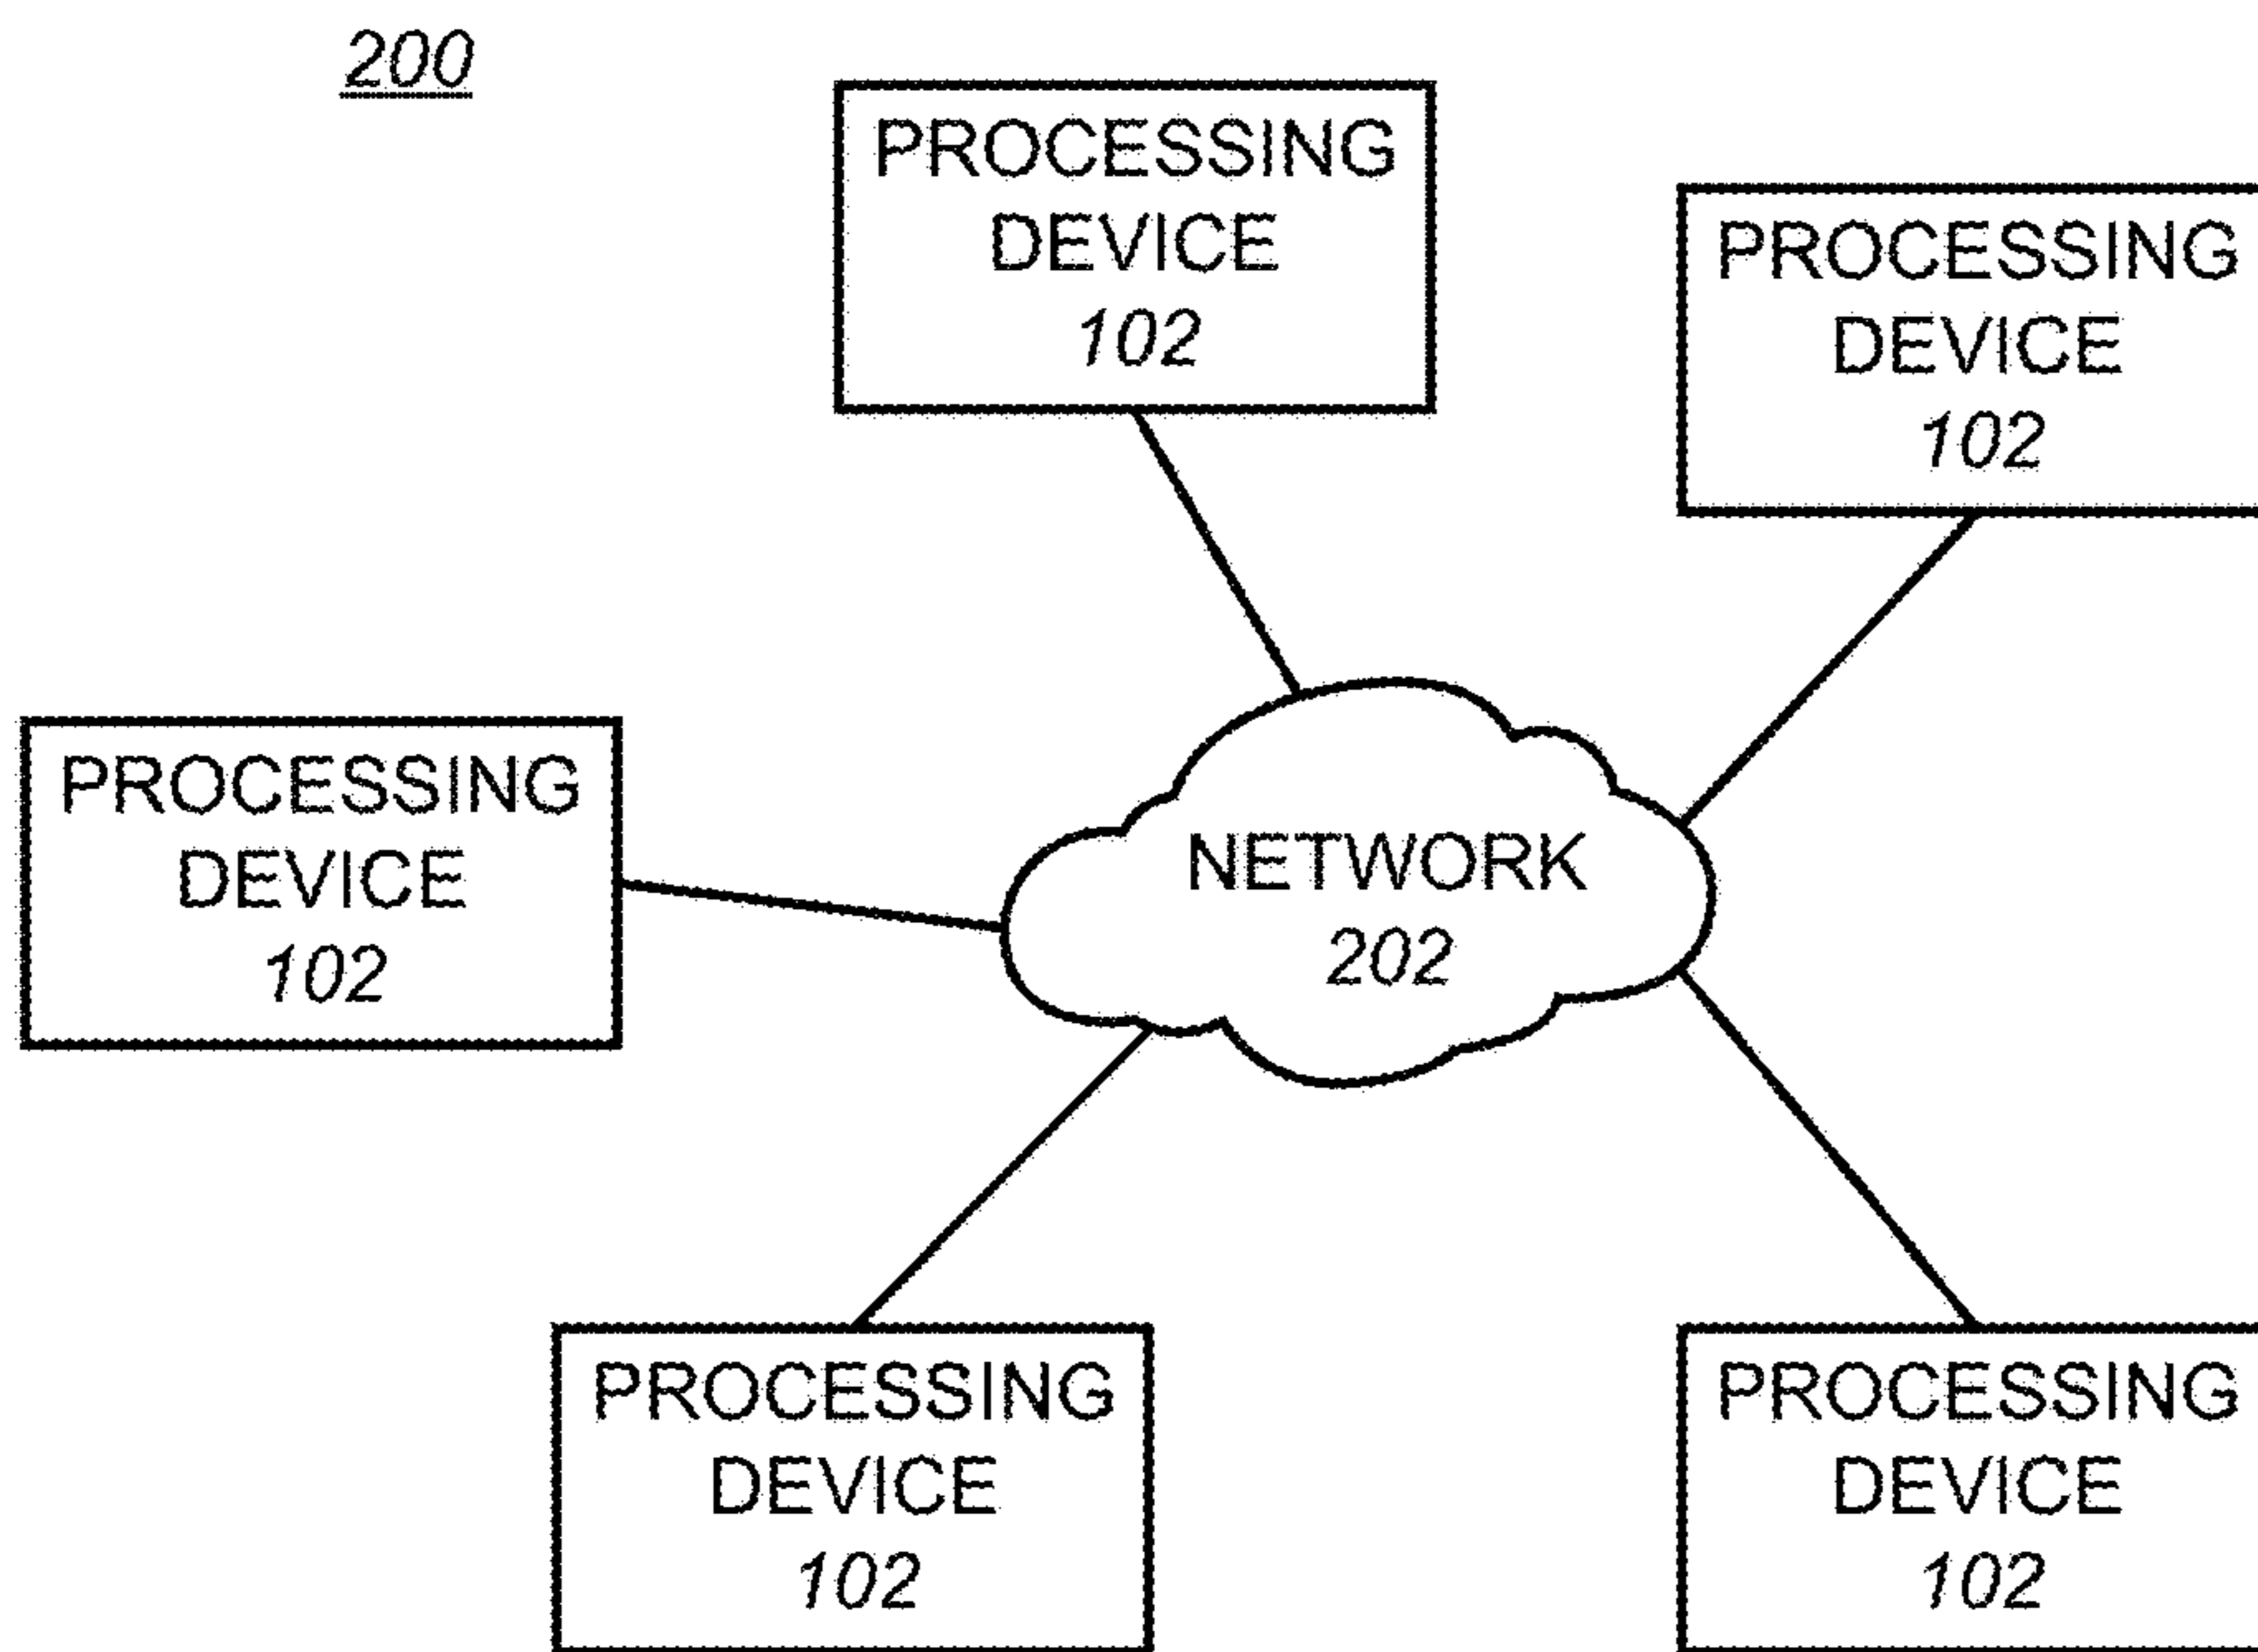 200
PROCESSING
DEVICE
102
PROCESSING
DEVICE
102
PROCESSING
DEVICE
102
NETWORK
202
PROCESSING
DEVICE
102
PROCESSING
DEVICE
102